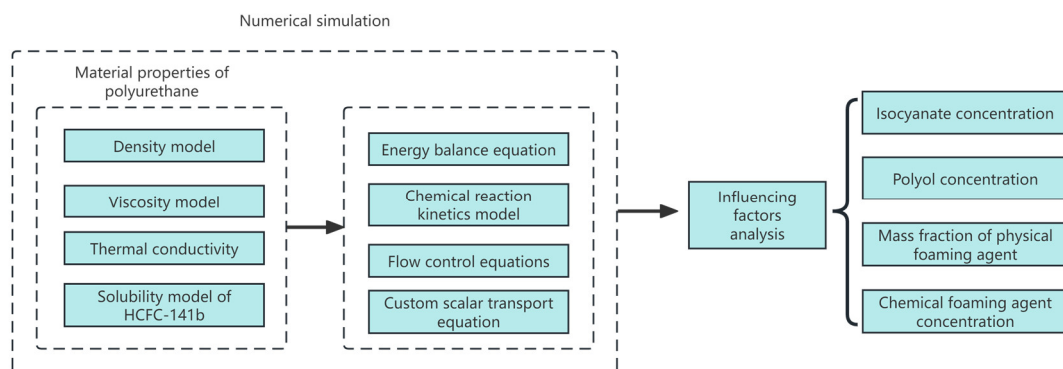 Numerical simulation
Material properties of
polyurethane
Density model
Viscosity model
Thermal conductivity
Solubility model of
HCFC-141b
Energy balance equation
Chemical reaction
kinetics model
Flow control equations
Custom scalar transport
equation
Influencing
factors
analysis
Isocyanate concentration
Polyol concentration
Mass fraction of physical
foaming agent
Chemical foaming agent
concentration